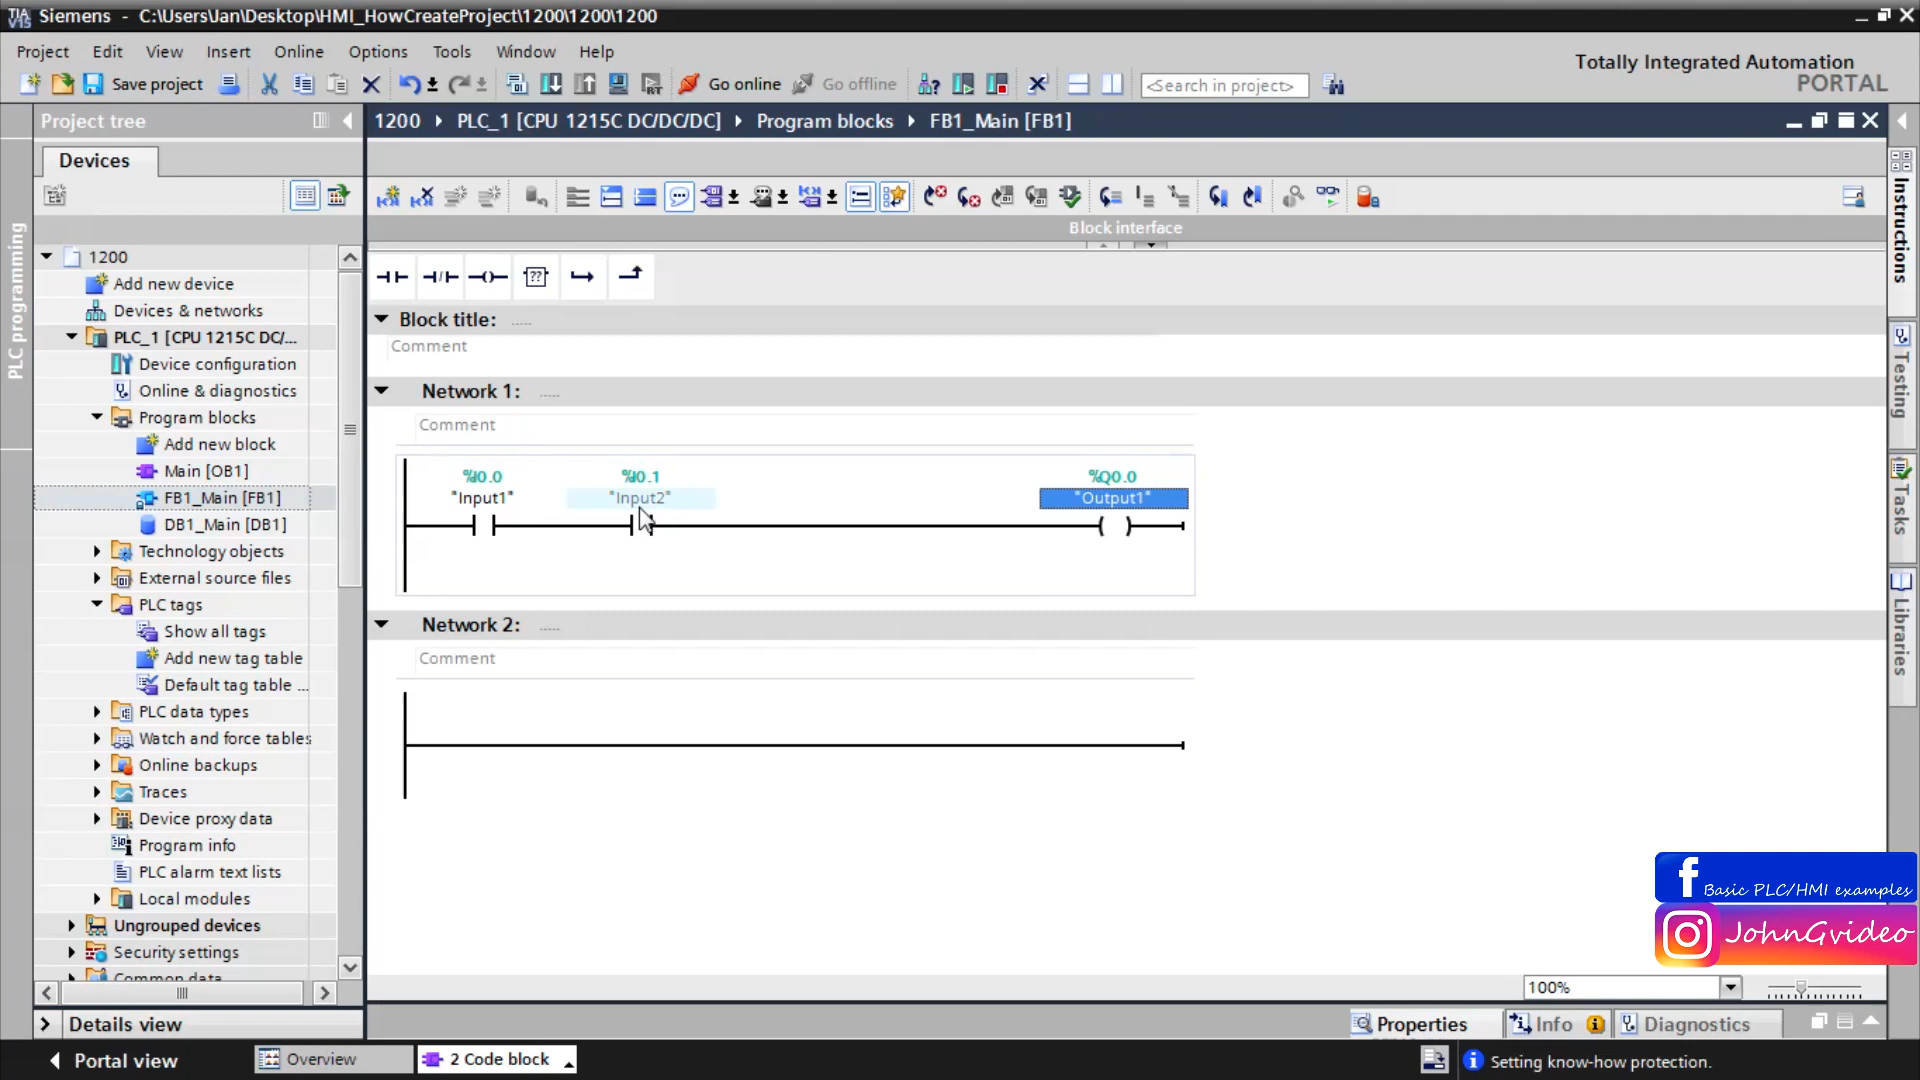 TIA V15 Siemens - C:\Users\Jan\Desktop\HMI_HowCreateProject\1200\1200\1200
Project Edit View Insert Online Options Tools Window Help
Totally Integrated Automation
PORTAL
Save project
Go online
Go offline
<Search in project>
Project tree
1200 PLC_1 [CPU 1215C DC/DC/DC] Program blocks FB1_Main [FB1]
Devices
Block interface
PLC programming
1200
Add new device
Devices & networks
PLC_1 [CPU 1215C DC/...
Device configuration
Online & diagnostics
Program blocks
Add new block
Main [OB1]
FB1_Main [FB1]
DB1_Main [DB1]
Technology objects
External source files
PLC tags
Show all tags
Add new tag table
Default tag table ...
PLC data types
Watch and force tables
Online backups
Traces
Device proxy data
Program info
PLC alarm text lists
Local modules
Ungrouped devices
Security settings
Common data
??
Block title: .....
Comment
Network 1: .....
Comment
%I0.0 %I0.1 %Q0.0
"Input1" "Input2" "Output1"
Network 2: .....
Comment
Instructions
Testing
Tasks
Libraries
f Basic PLC/HMI examples
JohnGvideo
100%
Details view
Properties Info Diagnostics
Portal view Overview 2 Code block
Setting know-how protection.